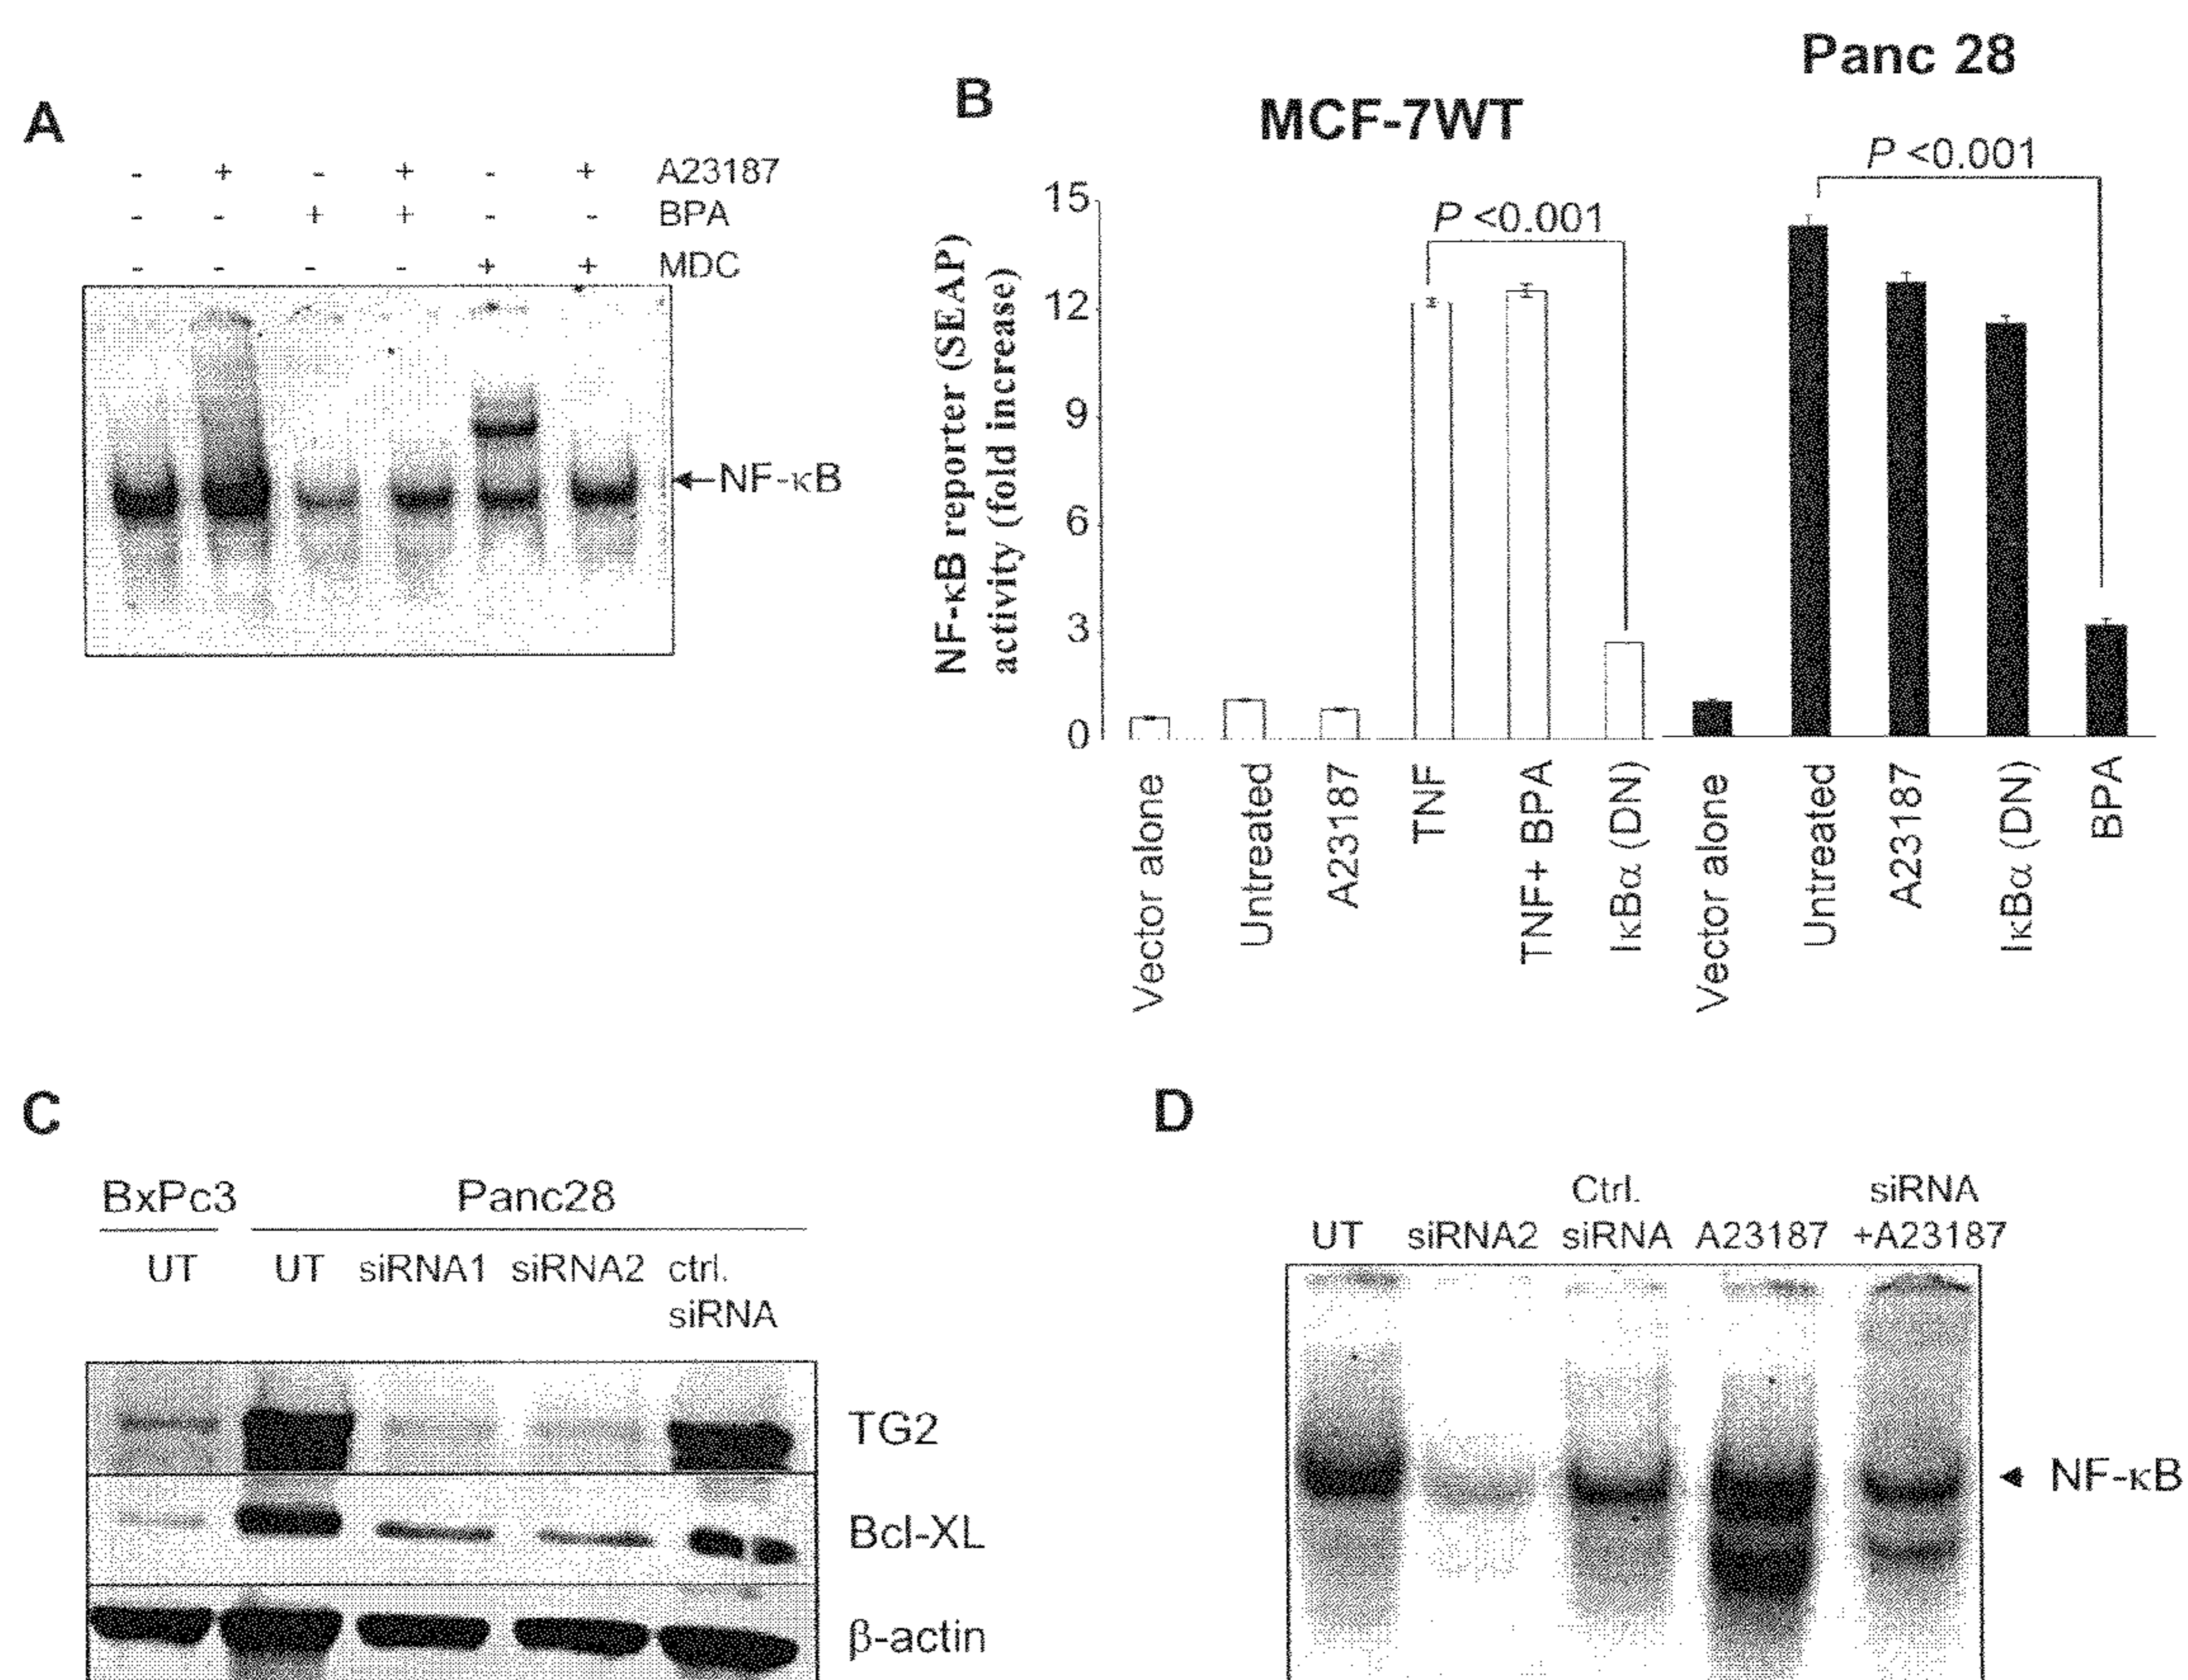 A
- + - + - + A23187
- - + + - - BPA
- - - - + + MDC
←NF-κB
B
MCF-7WT
Panc 28
P <0.001
P <0.001
NF-κB reporter (SEAP)
activity (fold increase)
15
12
9
6
3
0
Vector alone
Untreated
A23187
TNF
TNF+ BPA
IκBα (DN)
Vector alone
Untreated
A23187
IκBα (DN)
BPA
C
BxPc3 Panc28
UT UT siRNA1 siRNA2 ctrl.
siRNA
TG2
Bcl-XL
β-actin
D
Ctrl. siRNA
UT siRNA2 siRNA A23187 +A23187
NF-κB